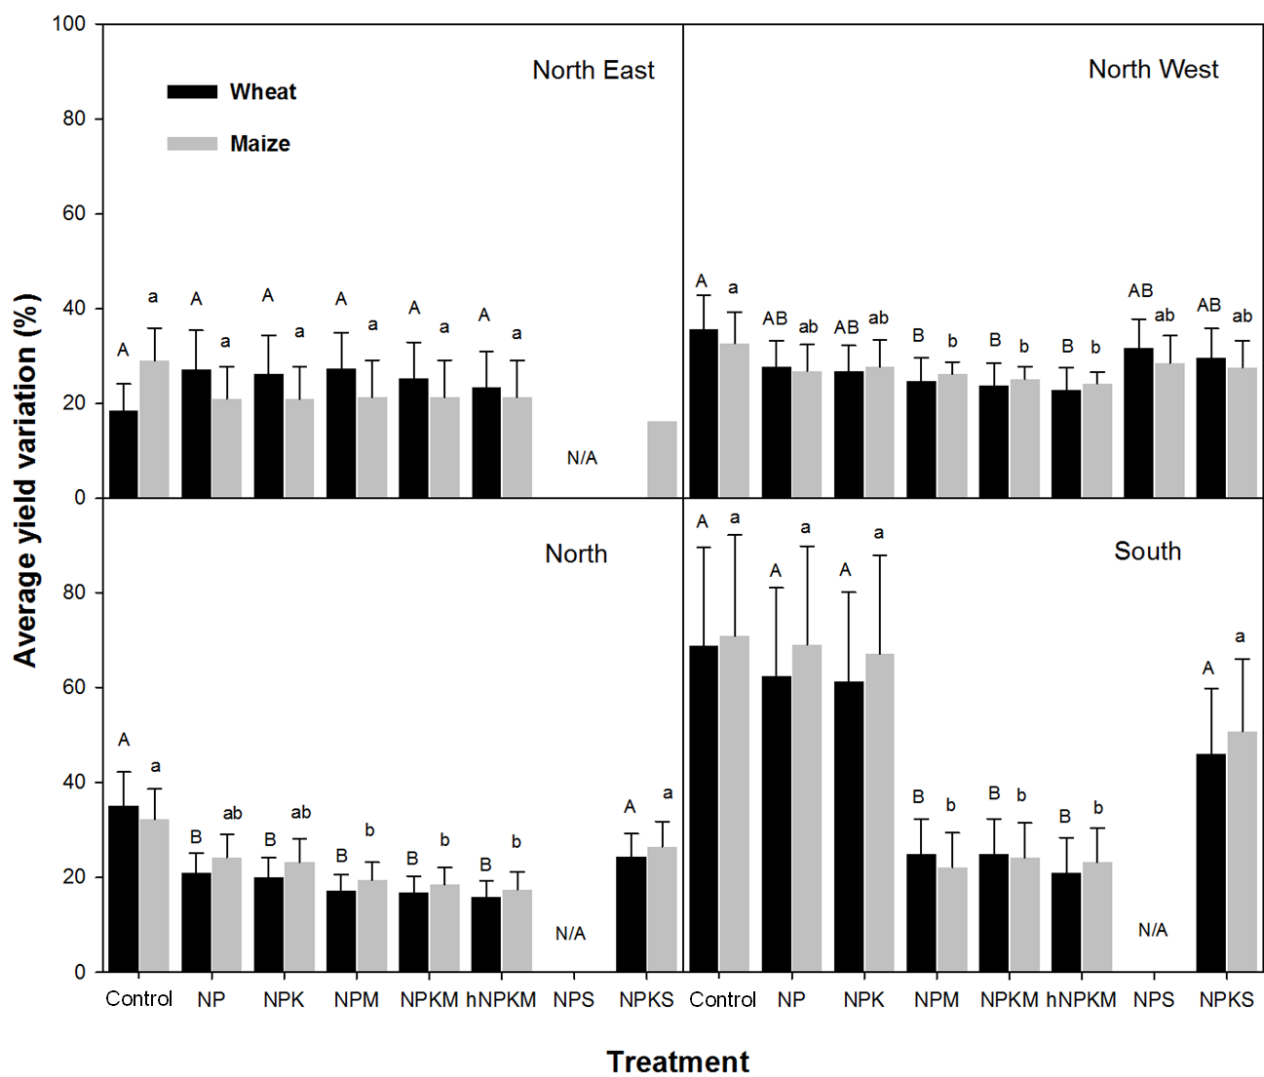 Average yield variation (%)
100
80
60
40
20
0
North East
Wheat
Maize
A a A a A a A a A a A a
N/A
North West
A a AB ab AB ab B b B b B b AB ab AB ab
80
60
40
20
0
North
A a B ab B ab B b B b B b N/A A a
South
A a A a A a B b B b B b N/A A a
Control NP NPK NPM NPKM hNPKM NPS NPKS
Control NP NPK NPM NPKM hNPKM NPS NPKS
Treatment